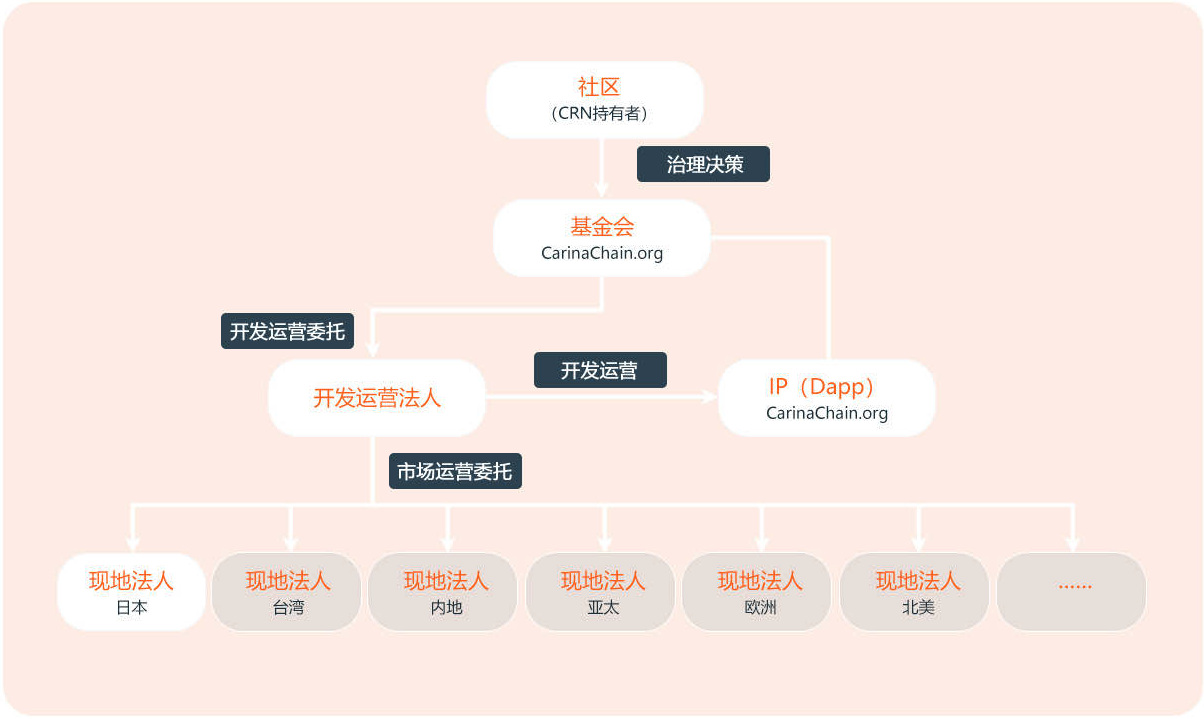 社区
（CRN持有者）
治理决策
基金会
CarinaChain.org
开发运营委托
开发运营法人
开发运营
IP（Dapp）
CarinaChain.org
市场运营委托
现地法人
日本
现地法人
台湾
现地法人
内地
现地法人
亚太
现地法人
欧洲
现地法人
北美
……